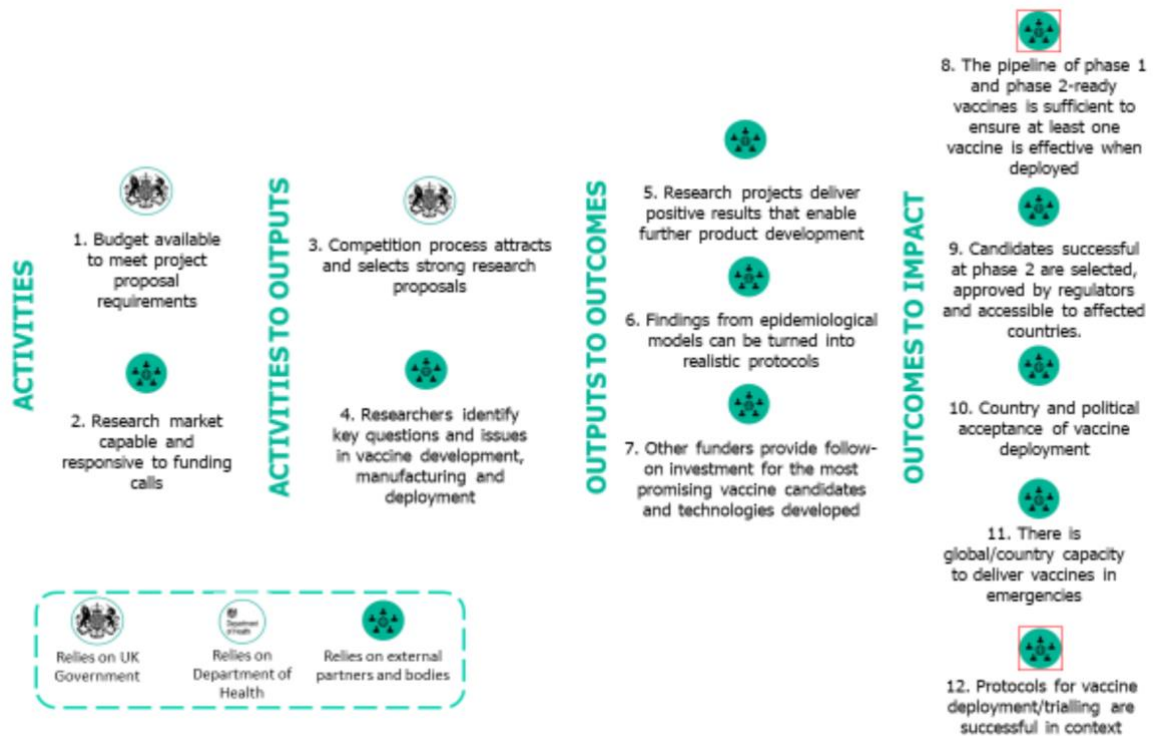 ACTIVITIES
1. Budget available
to meet project
proposal
requirements
2. Research market
capable and
responsive to funding
calls
ACTIVITIES TO OUTPUTS
3. Competition process attracts
and selects strong research
proposals
4. Researchers identify
key questions and issues
in vaccine development,
manufacturing and
deployment
OUTPUTS TO OUTCOMES
5. Research projects deliver
positive results that enable
further product development
6. Findings from epidemiological
models can be turned into
realistic protocols
7. Other funders provide follow-
on investment for the most
promising vaccine candidates
and technologies developed
OUTCOMES TO IMPACT
8. The pipeline of phase 1
and phase 2-ready
vaccines is sufficient to
ensure at least one
vaccine is effective when
deployed
9. Candidates successful
at phase 2 are selected,
approved by regulators
and accessible to affected
countries.
10. Country and political
acceptance of vaccine
deployment
11. There is
global/country capacity
to deliver vaccines in
emergencies
12. Protocols for vaccine
deployment/trialling are
successful in context
Relies on UK
Government
Department
of Health
Relies on
Department of
Health
Relies on external
partners and bodies